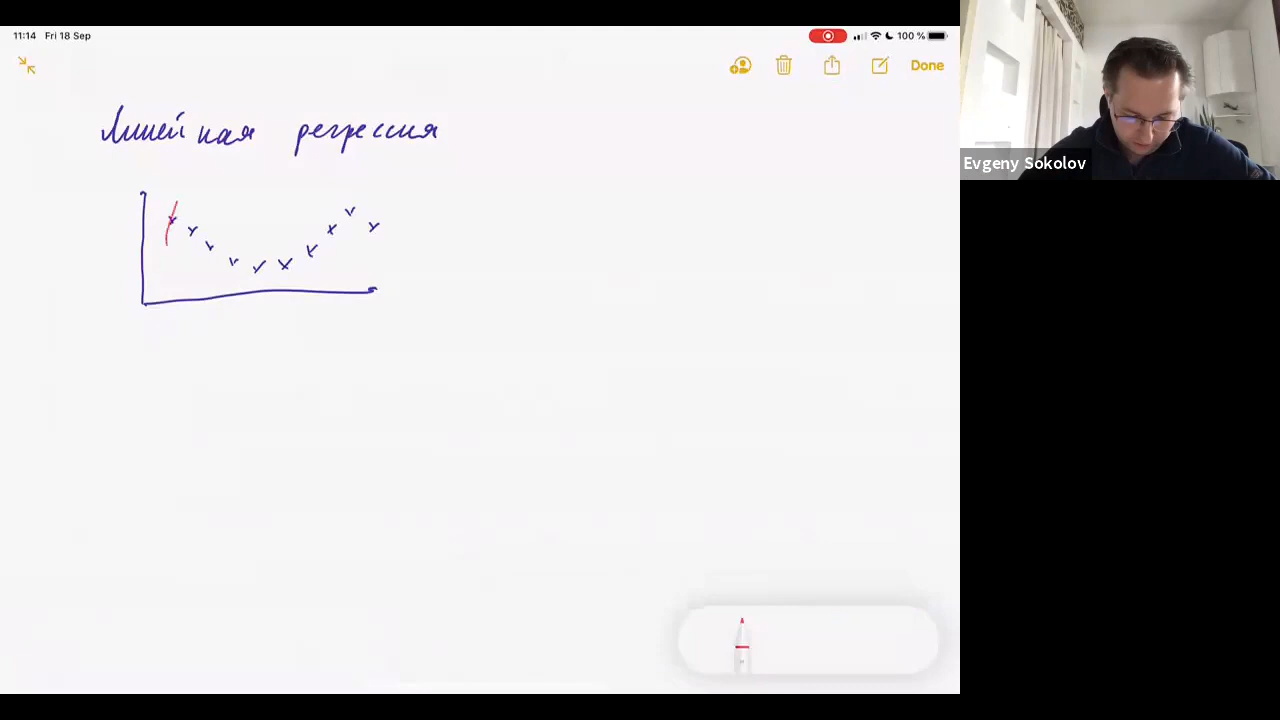 11:14 Fri 18 Sep
100 %
Done
Линейная регрессия
Evgeny Sokolov